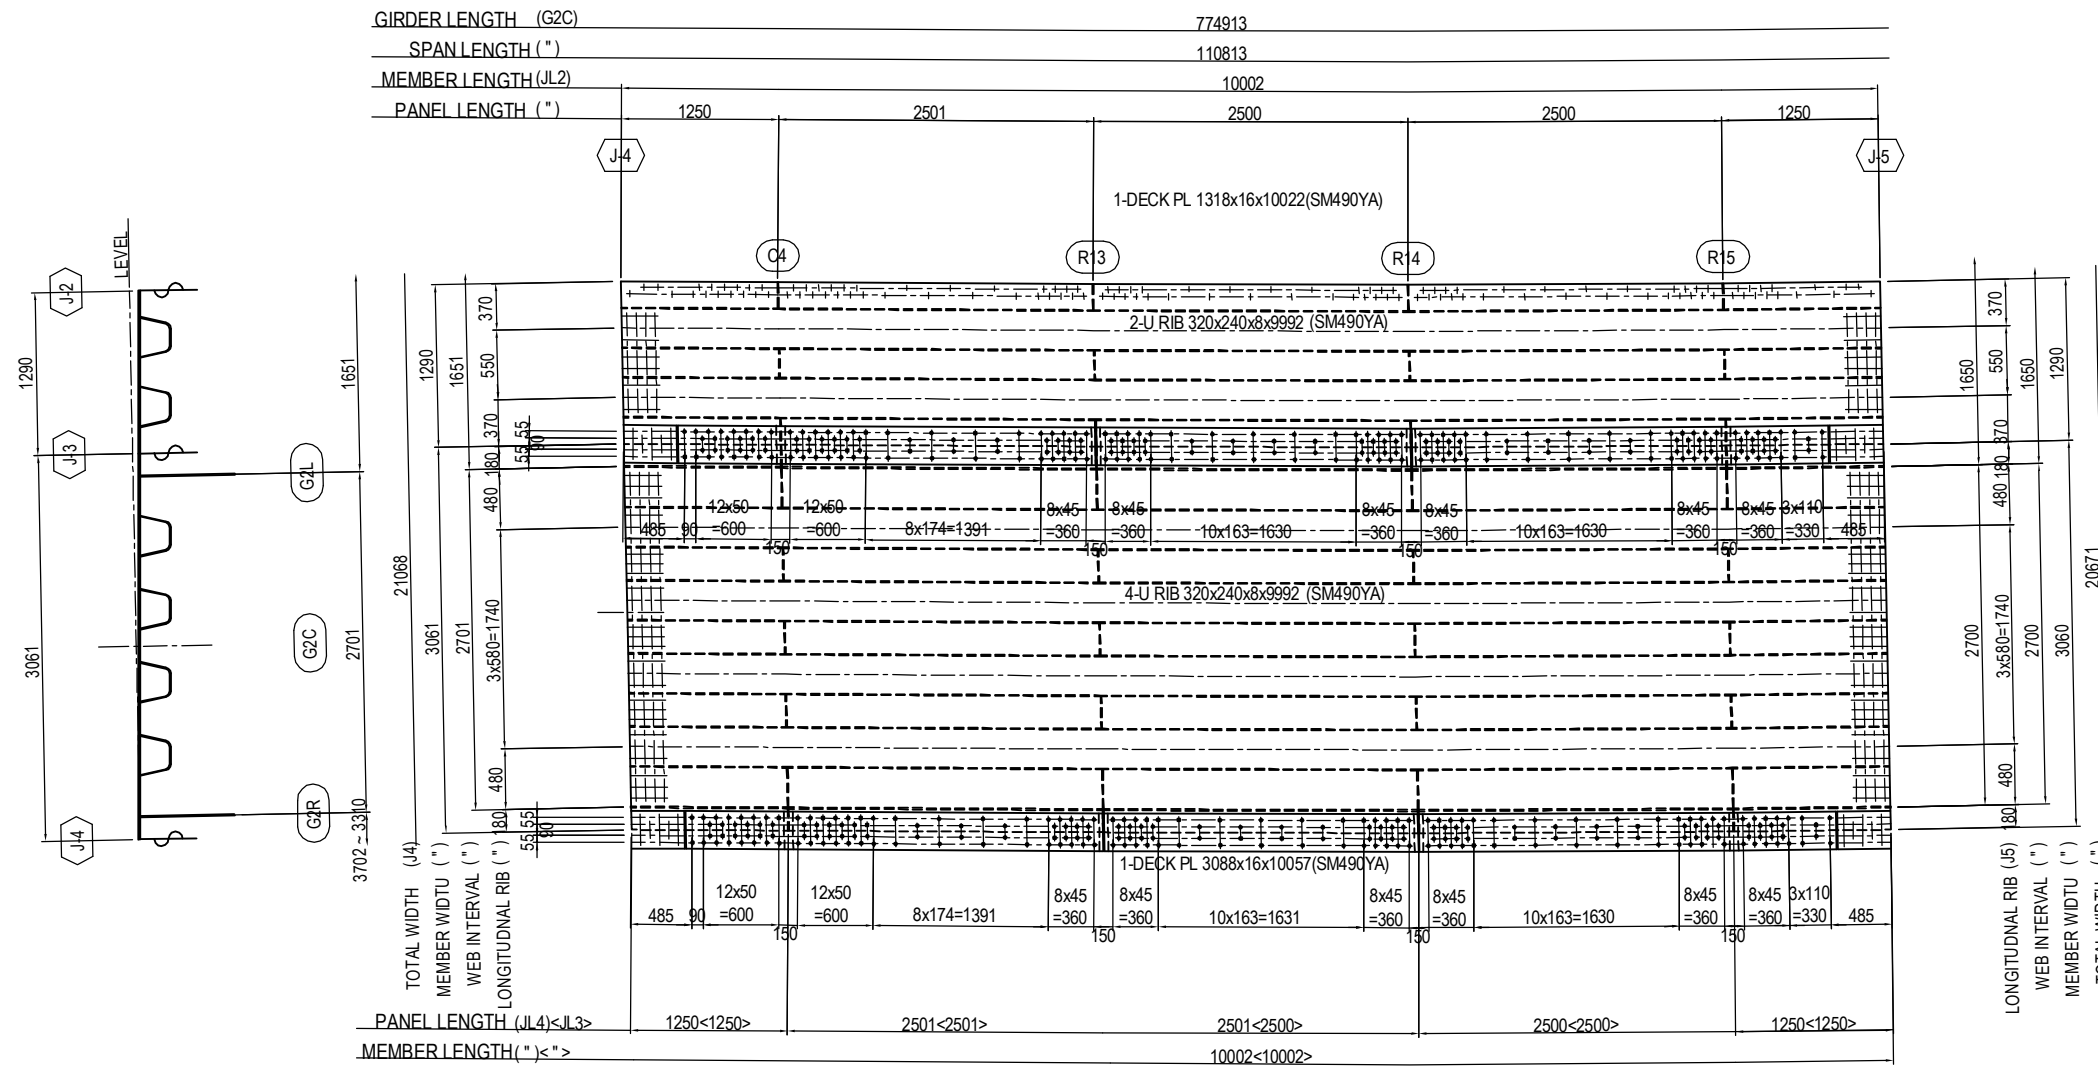 GIRDER LENGTH (G2C) 774913
SPAN LENGTH ( " ) 110813
MEMBER LENGTH (JL2) 10002
PANEL LENGTH ( " ) 1250 2501 2500 2500 1250
J-4 J-5
1-DECK PL 1318x16x10022(SM490YA)
C4 R13 R14 R15
LEVEL
J-2
J-3
J-4
1290
3061
1651
2701
3702 ~ 3310
G2L
G2C
G2R
21068
1290
3061
1651
2701
370
550
370
180
480
3x580=1740
480
180
55 55
90
55 55
90
2-U RIB 320x240x8x9992 (SM490YA)
12x50 12x50 8x45 8x45 8x45 8x45 8x45 8x45 3x110
485 90 =600 =600 8x174=1391 =360 =360 10x163=1630 =360 =360 10x163=1630 =360 =360 =330 485
150 150 150 150
4-U RIB 320x240x8x9992 (SM490YA)
1-DECK PL 3088x16x10057(SM490YA)
12x50 12x50 8x45 8x45 8x45 8x45 8x45 8x45 3x110
485 90 =600 =600 8x174=1391 =360 =360 10x163=1631 =360 =360 10x163=1630 =360 =360 =330 485
150 150 150 150
TOTAL WIDTH (J4)
MEMBER WIDTU ( " )
WEB INTERVAL ( " )
LONGITUDNAL RIB ( " )
1650
2700
370
550
370
180
480
3x580=1740
480
180
1650
2700
1290
3060
20671
LONGITUDNAL RIB (J5)
WEB INTERVAL ( " )
MEMBER WIDTU ( " )
PANEL LENGTH (JL4)<JL3> 1250<1250> 2501<2501> 2501<2500> 2500<2500> 1250<1250>
MEMBER LENGTH ( " )< " > 10002<10002>